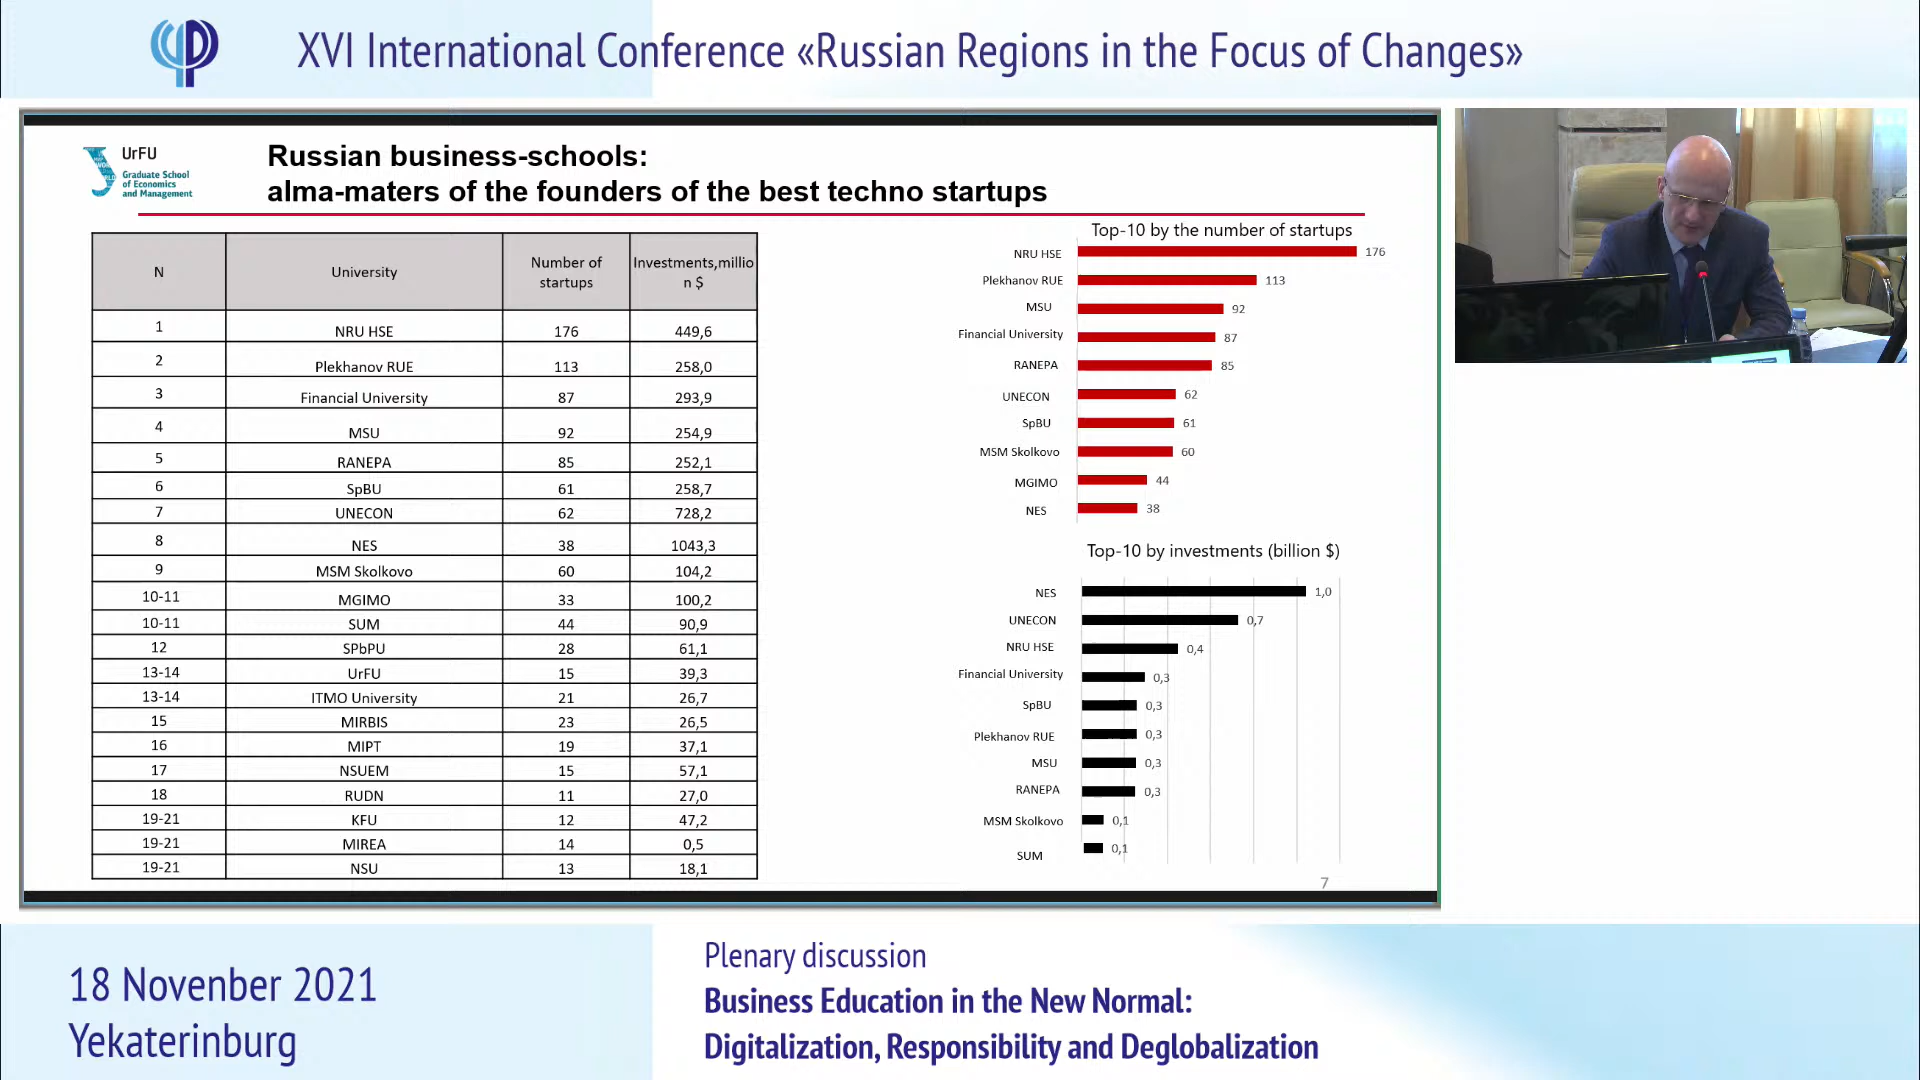 XVI International Conference «Russian Regions in the Focus of Changes»
UrFU
Graduate School
of Economics
and Management
Russian business-schools:
alma-maters of the founders of the best techno startups
N University Number of startups Investments,millio n $
1 NRU HSE 176 449,6
2 Plekhanov RUE 113 258,0
3 Financial University 87 293,9
4 MSU 92 254,9
5 RANEPA 85 252,1
6 SpBU 61 258,7
7 UNECON 62 728,2
8 NES 38 1043,3
9 MSM Skolkovo 60 104,2
10-11 MGIMO 33 100,2
10-11 SUM 44 90,9
12 SPbPU 28 61,1
13-14 UrFU 15 39,3
13-14 ITMO University 21 26,7
15 MIRBIS 23 26,5
16 MIPT 19 37,1
17 NSUEM 15 57,1
18 RUDN 11 27,0
19-21 KFU 12 47,2
19-21 MIREA 14 0,5
19-21 NSU 13 18,1
Top-10 by the number of startups
NRU HSE 176
Plekhanov RUE 113
MSU 92
Financial University 87
RANEPA 85
UNECON 62
SpBU 61
MSM Skolkovo 60
MGIMO 44
NES 38
Top-10 by investments (billion $)
NES 1,0
UNECON 0,7
NRU HSE 0,4
Financial University 0,3
SpBU 0,3
Plekhanov RUE 0,3
MSU 0,3
RANEPA 0,3
MSM Skolkovo 0,1
SUM 0,1
7
18 Novenber 2021
Yekaterinburg
Plenary discussion
Business Education in the New Normal:
Digitalization, Responsibility and Deglobalization